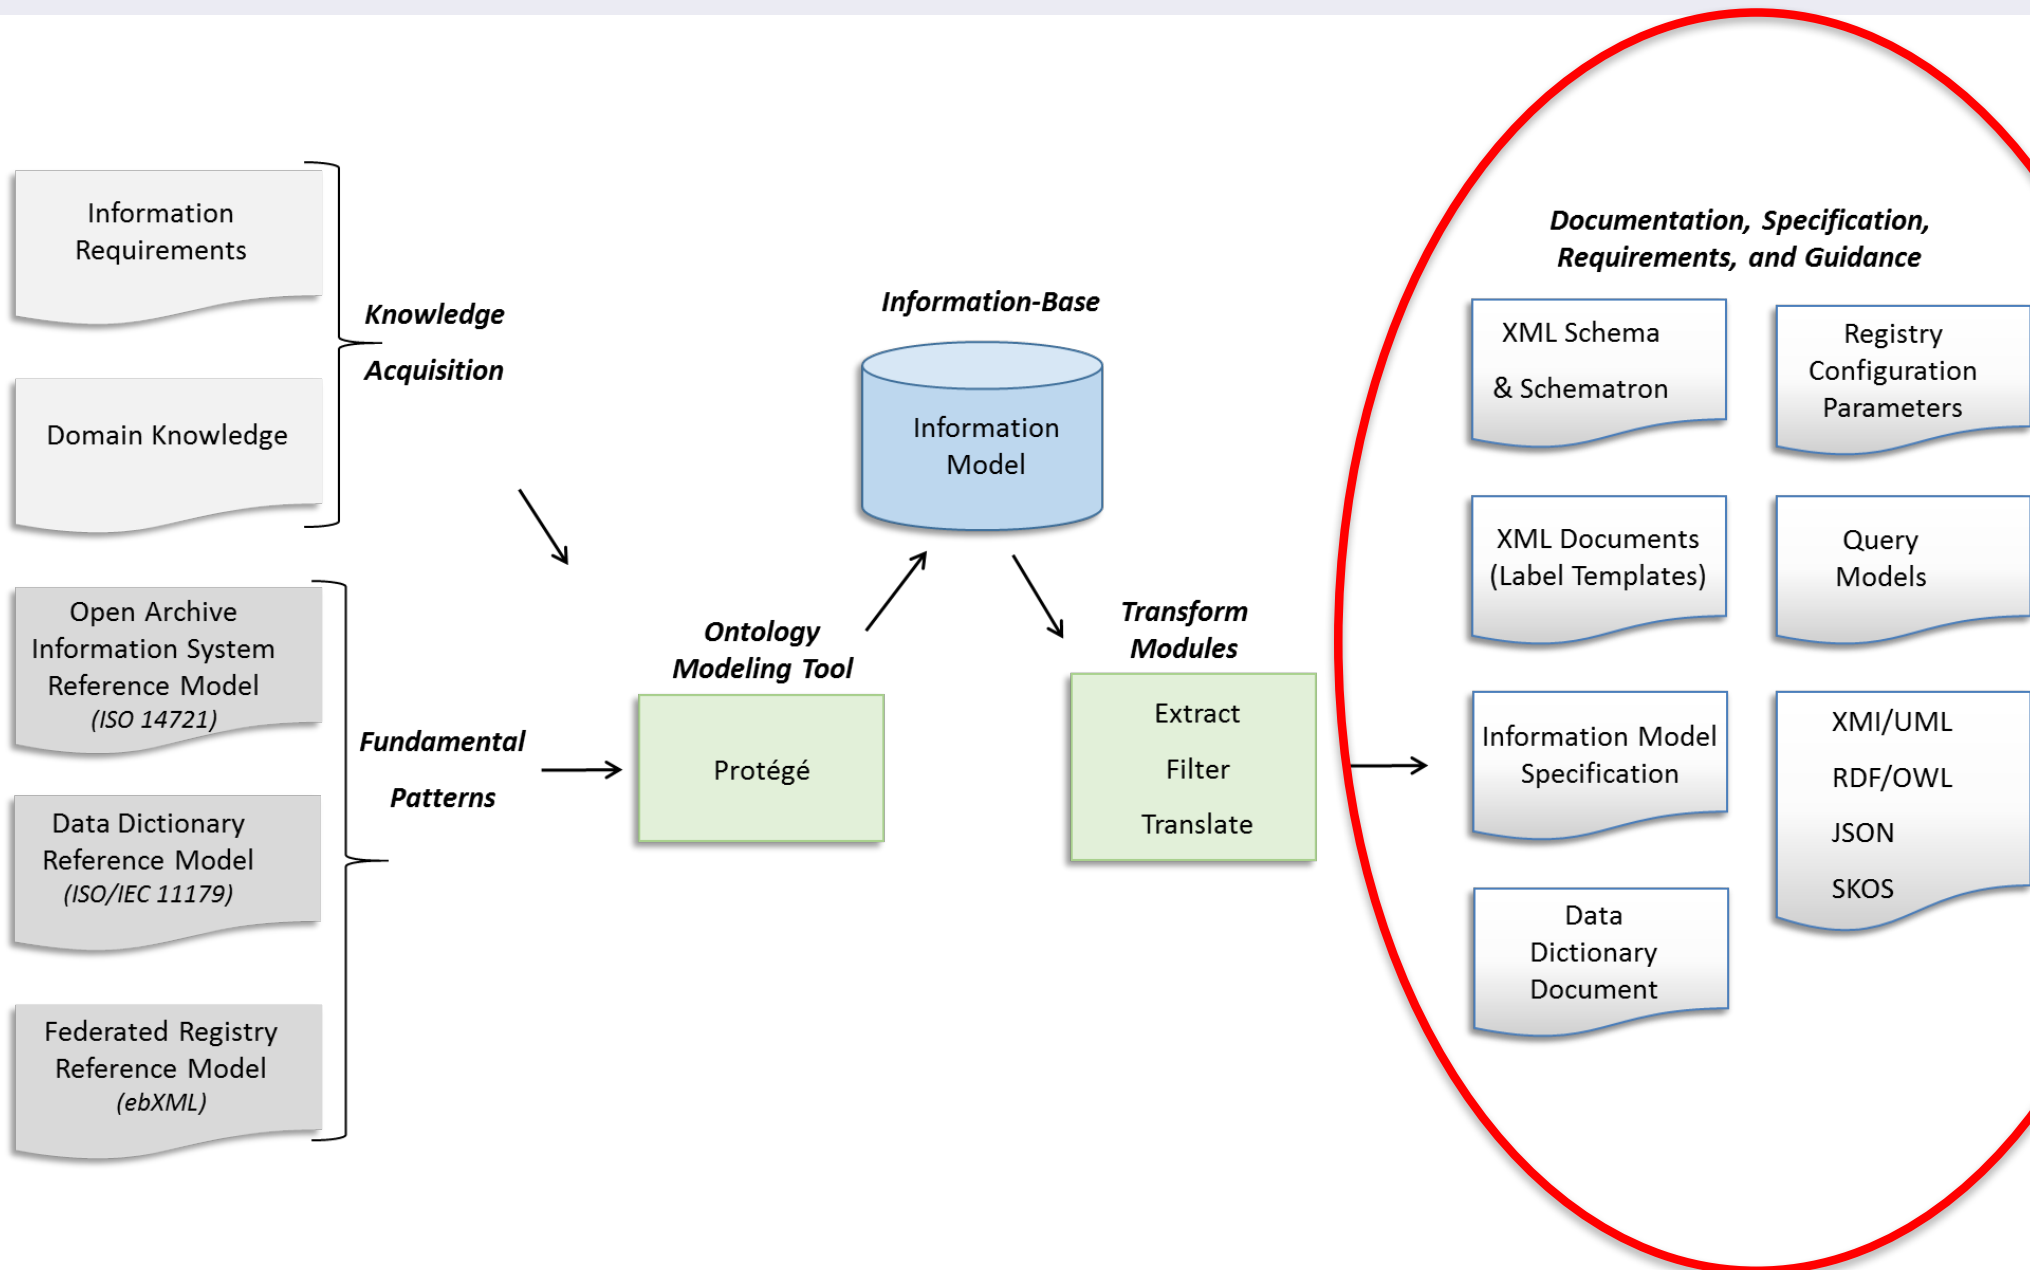 Information
Requirements
Domain Knowledge
Knowledge
Acquisition
Open Archive
Information System
Reference Model
(ISO 14721)
Data Dictionary
Reference Model
(ISO/IEC 11179)
Federated Registry
Reference Model
(ebXML)
Fundamental
Patterns
Ontology
Modeling Tool
Protégé
Information-Base
Information
Model
Transform
Modules
Extract
Filter
Translate
Documentation, Specification,
Requirements, and Guidance
XML Schema
& Schematron
Registry
Configuration
Parameters
XML Documents
(Label Templates)
Query
Models
Information Model
Specification
XMI/UML
RDF/OWL
JSON
SKOS
Data
Dictionary
Document